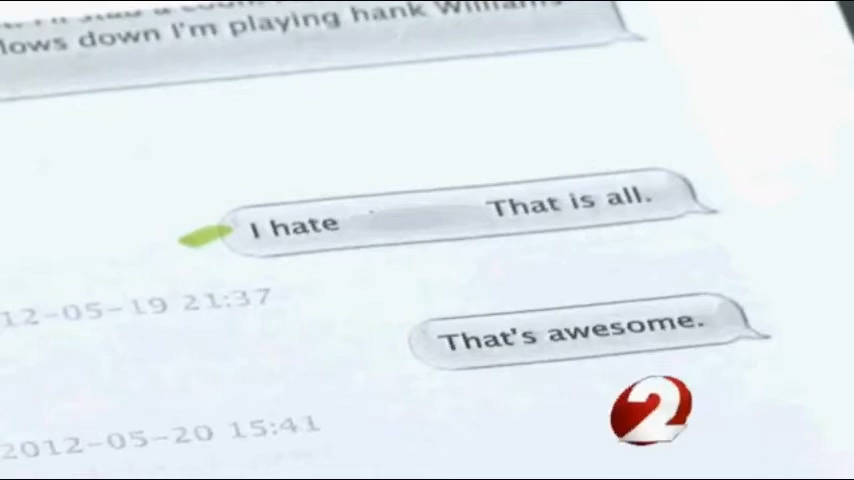 lows down I'm playing hank Williams
I hate That is all.
12-05-19 21:37
That's awesome.
2012-05-20 15:41
2